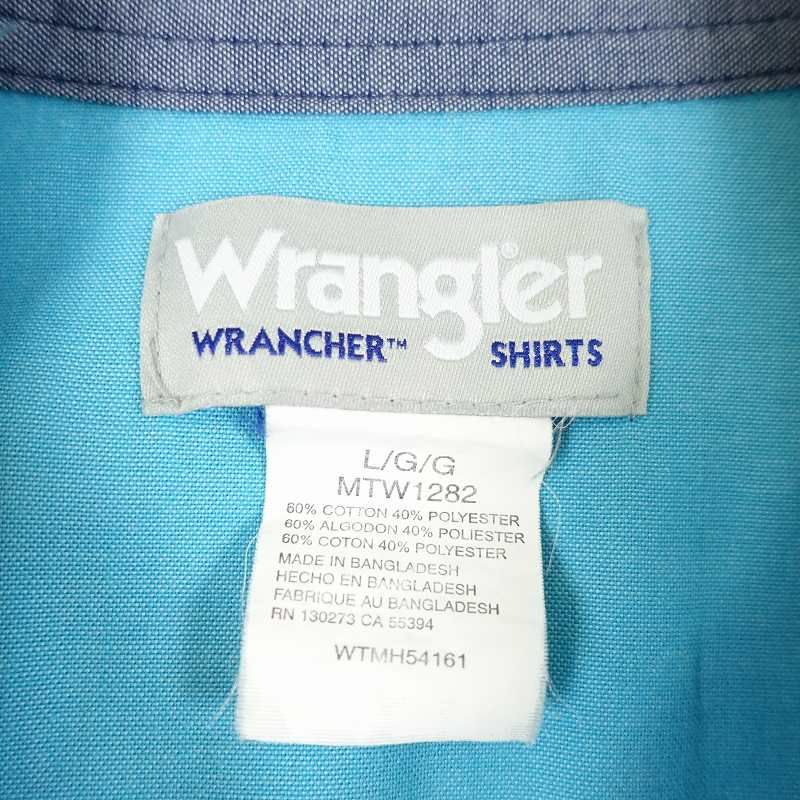 Wrangler®
WRANCHER™ SHIRTS
L/G/G
MTW1282
60% COTTON 40% POLYESTER
60% ALGODON 40% POLIESTER
60% COTON 40% POLYESTER
MADE IN BANGLADESH
HECHO EN BANGLADESH
FABRIQUE AU BANGLADESH
RN 130273 CA 55394
WTMH54161